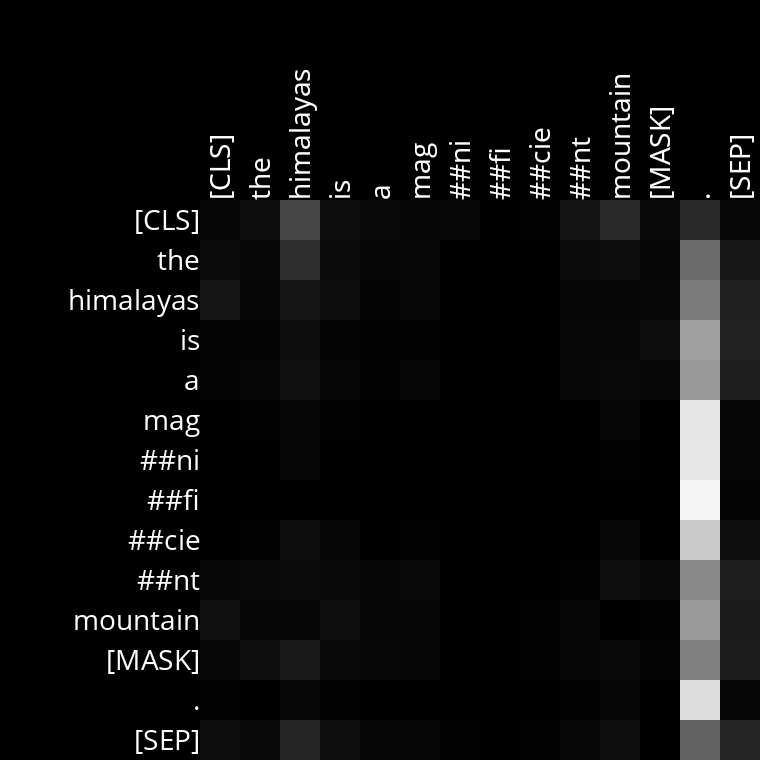 [CLS] the himalayas is a mag ##ni ##fi ##cie ##nt mountain [MASK] . [SEP]
[CLS]
the
himalayas
is
a
mag
##ni
##fi
##cie
##nt
mountain
[MASK]
.
[SEP]